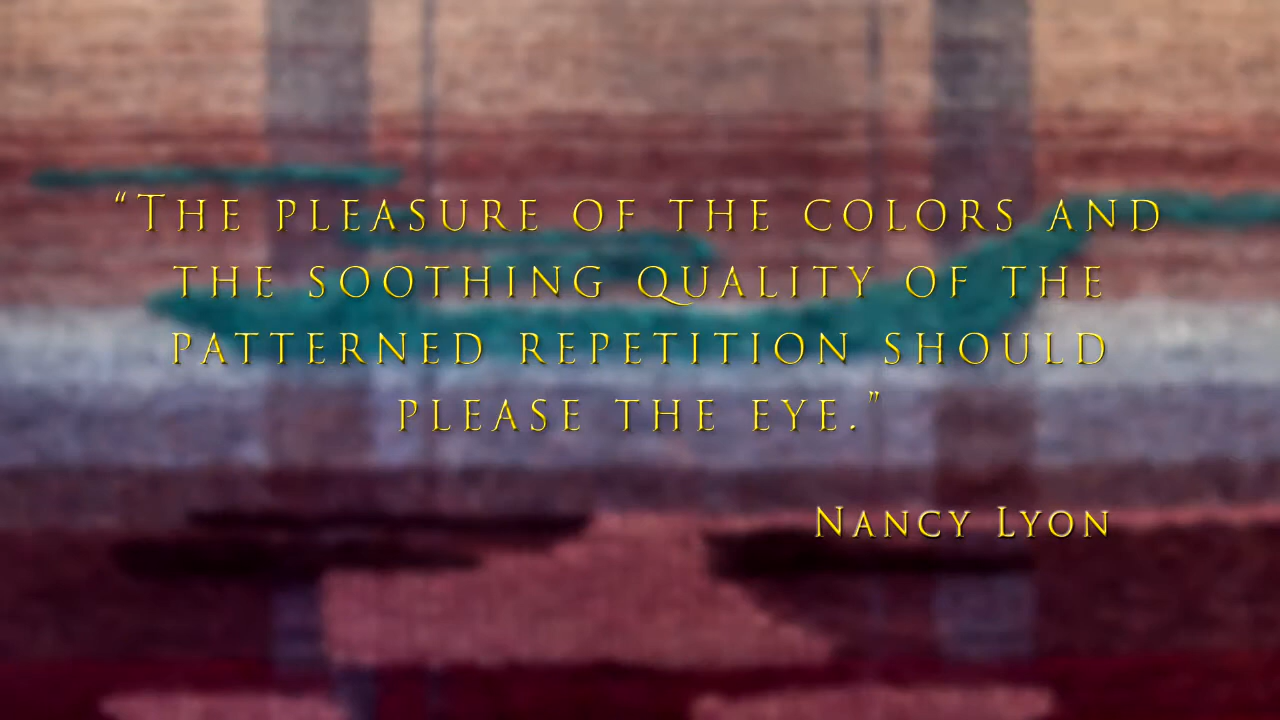 “The pleasure of the colors and
the soothing quality of the
patterned repetition should
please the eye.”
Nancy Lyon